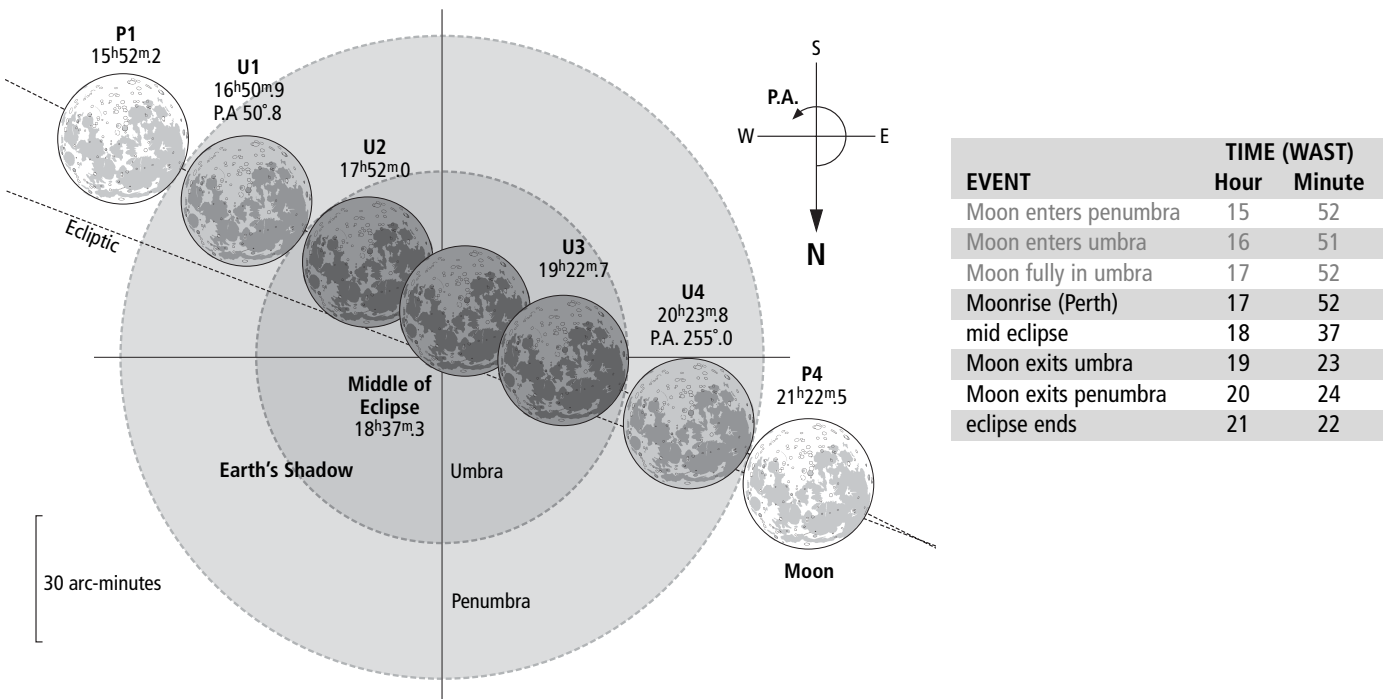 P1
15ʰ52ᵐ.2
U1
16ʰ50ᵐ.9
P.A 50°.8
U2
17ʰ52ᵐ.0
Ecliptic
U3
19ʰ22ᵐ.7
U4
20ʰ23ᵐ.8
P.A. 255°.0
P4
21ʰ22ᵐ.5
Middle of
Eclipse
18ʰ37ᵐ.3
Earth's Shadow
Umbra
Penumbra
Moon
30 arc-minutes
S
P.A.
W E
N
TIME (WAST)
EVENT Hour Minute
Moon enters penumbra 15 52
Moon enters umbra 16 51
Moon fully in umbra 17 52
Moonrise (Perth) 17 52
mid eclipse 18 37
Moon exits umbra 19 23
Moon exits penumbra 20 24
eclipse ends 21 22